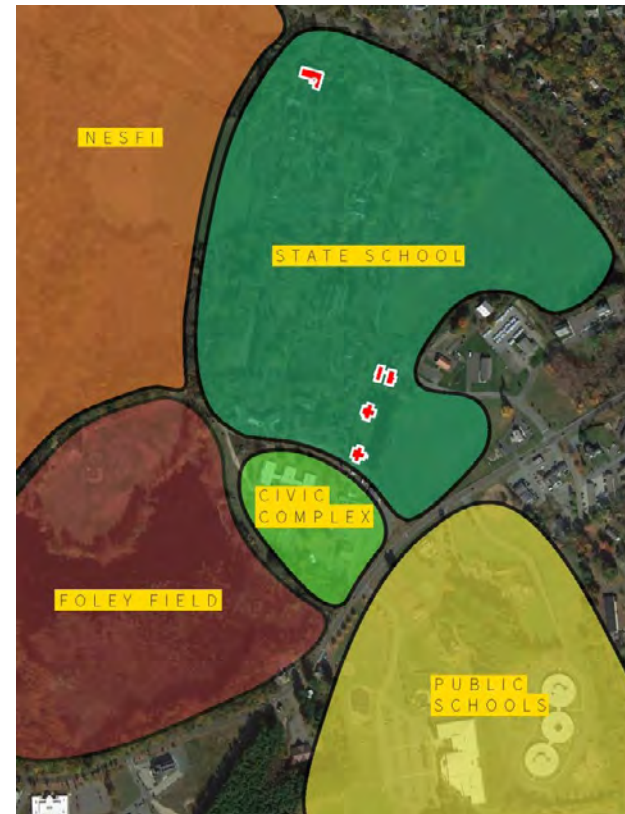 NESFI
STATE SCHOOL
CIVIC
COMPLEX
FOLEY FIELD
PUBLIC
SCHOOLS